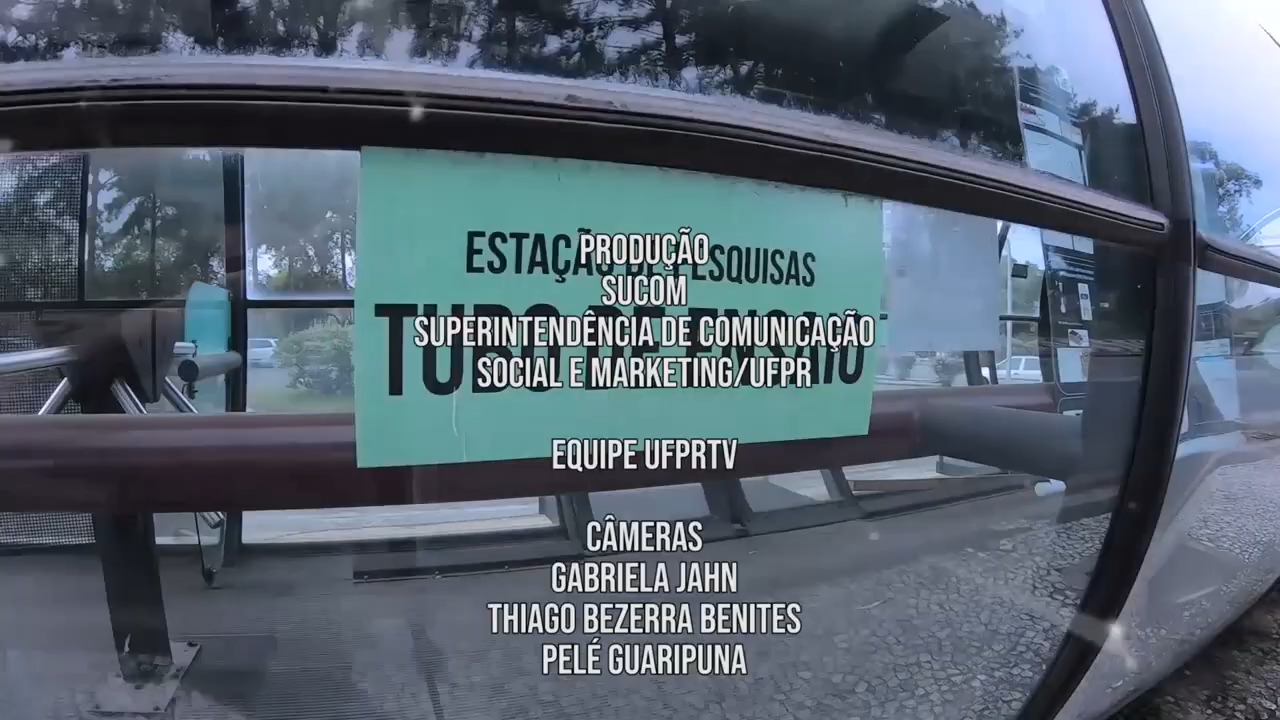 ESTAÇÃO DE PESQUISAS
TUBO DE ENSAIO
PRODUÇÃO
SUCOM
SUPERINTENDÊNCIA DE COMUNICAÇÃO
SOCIAL E MARKETING/UFPR
EQUIPE UFPRTV
CÂMERAS
GABRIELA JAHN
THIAGO BEZERRA BENITES
PELÉ GUARIPUNA